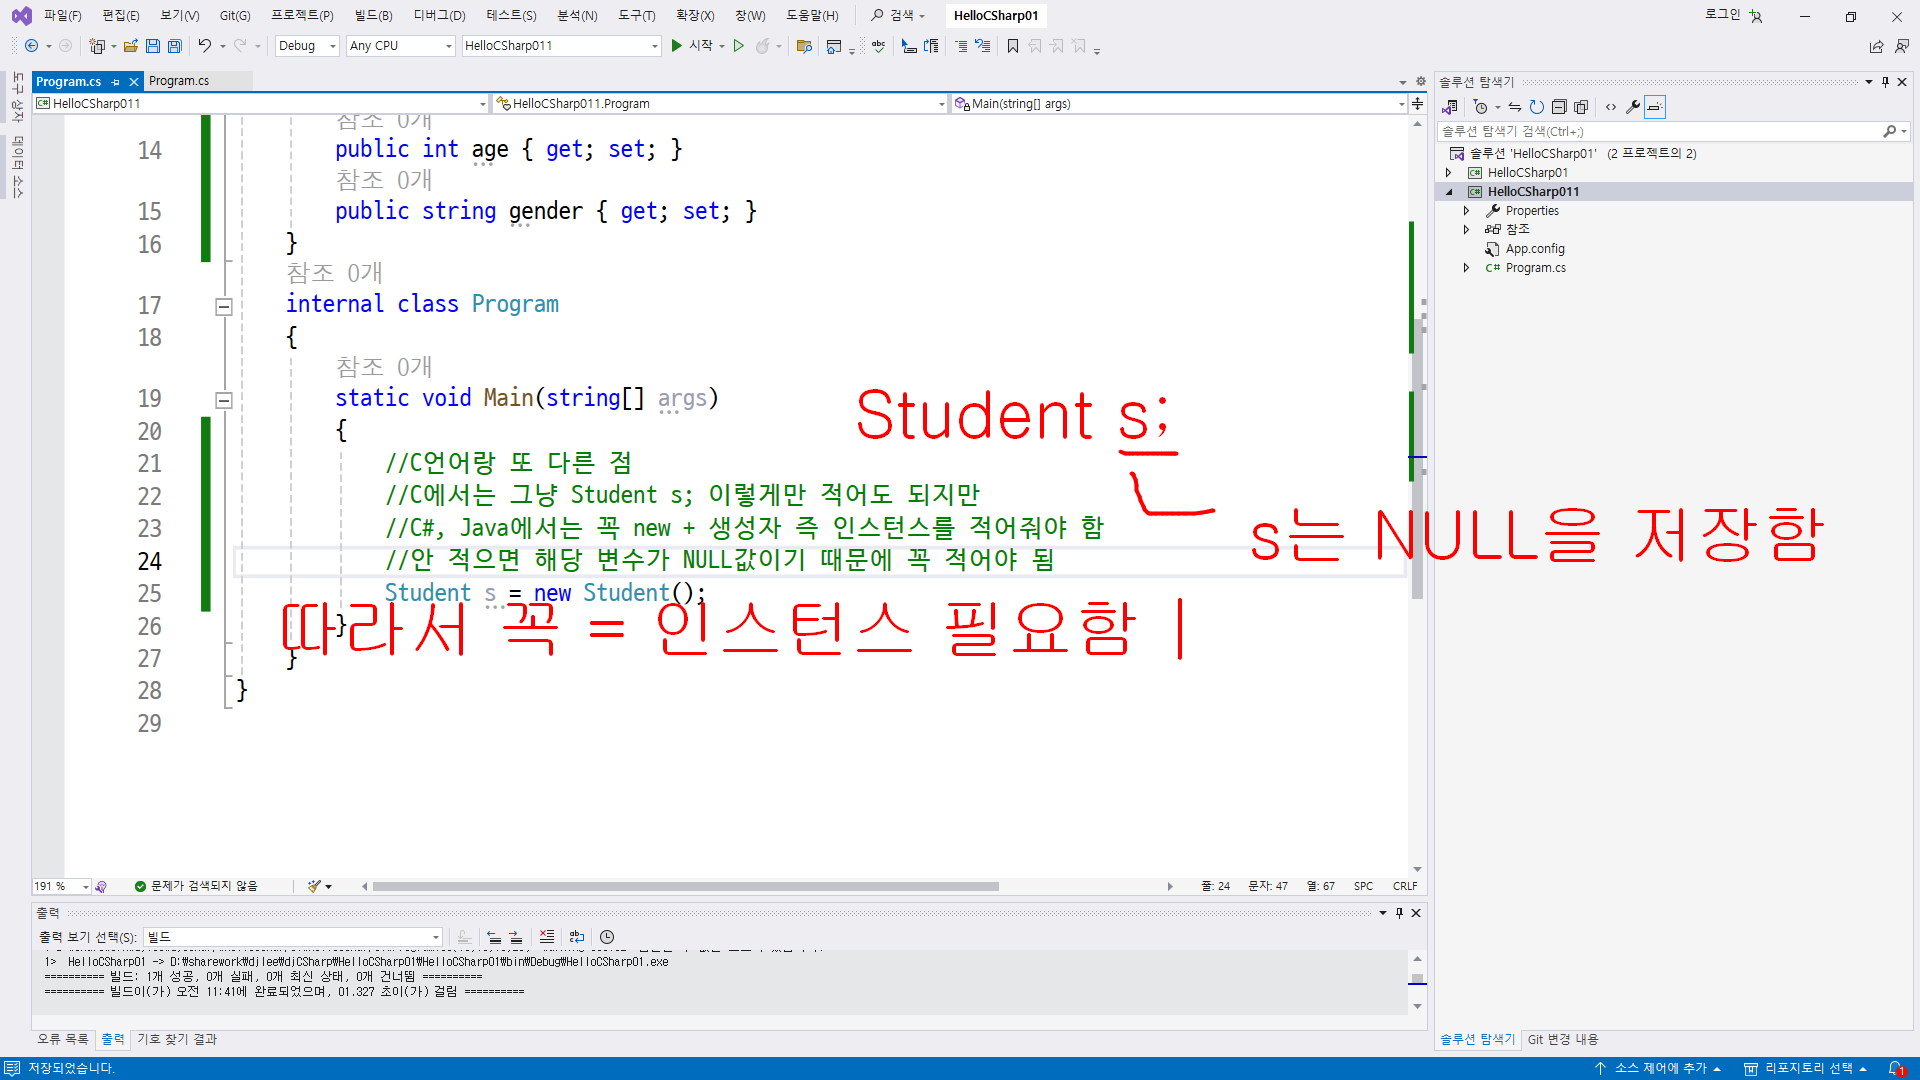 파일(F) 편집(E) 보기(V) Git(G) 프로젝트(P) 빌드(B) 디버그(D) 테스트(S) 분석(N) 도구(T) 확장(X) 창(W) 도움말(H) 검색 HelloCSharp01 로그인
Debug Any CPU HelloCSharp011 시작
도구 상자
데이터 소스
Program.cs Program.cs
HelloCSharp011 HelloCSharp011.Program Main(string[] args)
참조 0개
14 public int age { get; set; }
참조 0개
15 public string gender { get; set; }
16 }
참조 0개
17 internal class Program
18 {
참조 0개
19 static void Main(string[] args)
20 {
21 //C언어랑 또 다른 점
22 //C에서는 그냥 Student s; 이렇게만 적어도 되지만
23 //C#, Java에서는 꼭 new + 생성자 즉 인스턴스를 적어줘야 함
24 //안 적으면 해당 변수가 NULL값이기 때문에 꼭 적어야 됨
25 Student s = new Student();
26 }
27 }
28 }
29
Student s;
s는 NULL을 저장함
따라서 꼭 = 인스턴스 필요함
191 % 문제가 검색되지 않음 줄: 24 문자: 47 열: 67 SPC CRLF
출력
출력 보기 선택(S): 빌드
1> HelloCSharp01 -> D:\sharework\djlee\djCSharp\HelloCSharp01\HelloCSharp01\bin\Debug\HelloCSharp01.exe
========== 빌드: 1개 성공, 0개 실패, 0개 최신 상태, 0개 건너뜀 ==========
========== 빌드이(가) 오전 11:41에 완료되었으며, 01.327 초이(가) 걸림 ==========
오류 목록 출력 기호 찾기 결과
솔루션 탐색기
솔루션 탐색기 검색(Ctrl+;)
솔루션 'HelloCSharp01' (2 프로젝트의 2)
HelloCSharp01
HelloCSharp011
Properties
참조
App.config
C# Program.cs
솔루션 탐색기 Git 변경 내용
저장되었습니다. 소스 제어에 추가 리포지토리 선택 1